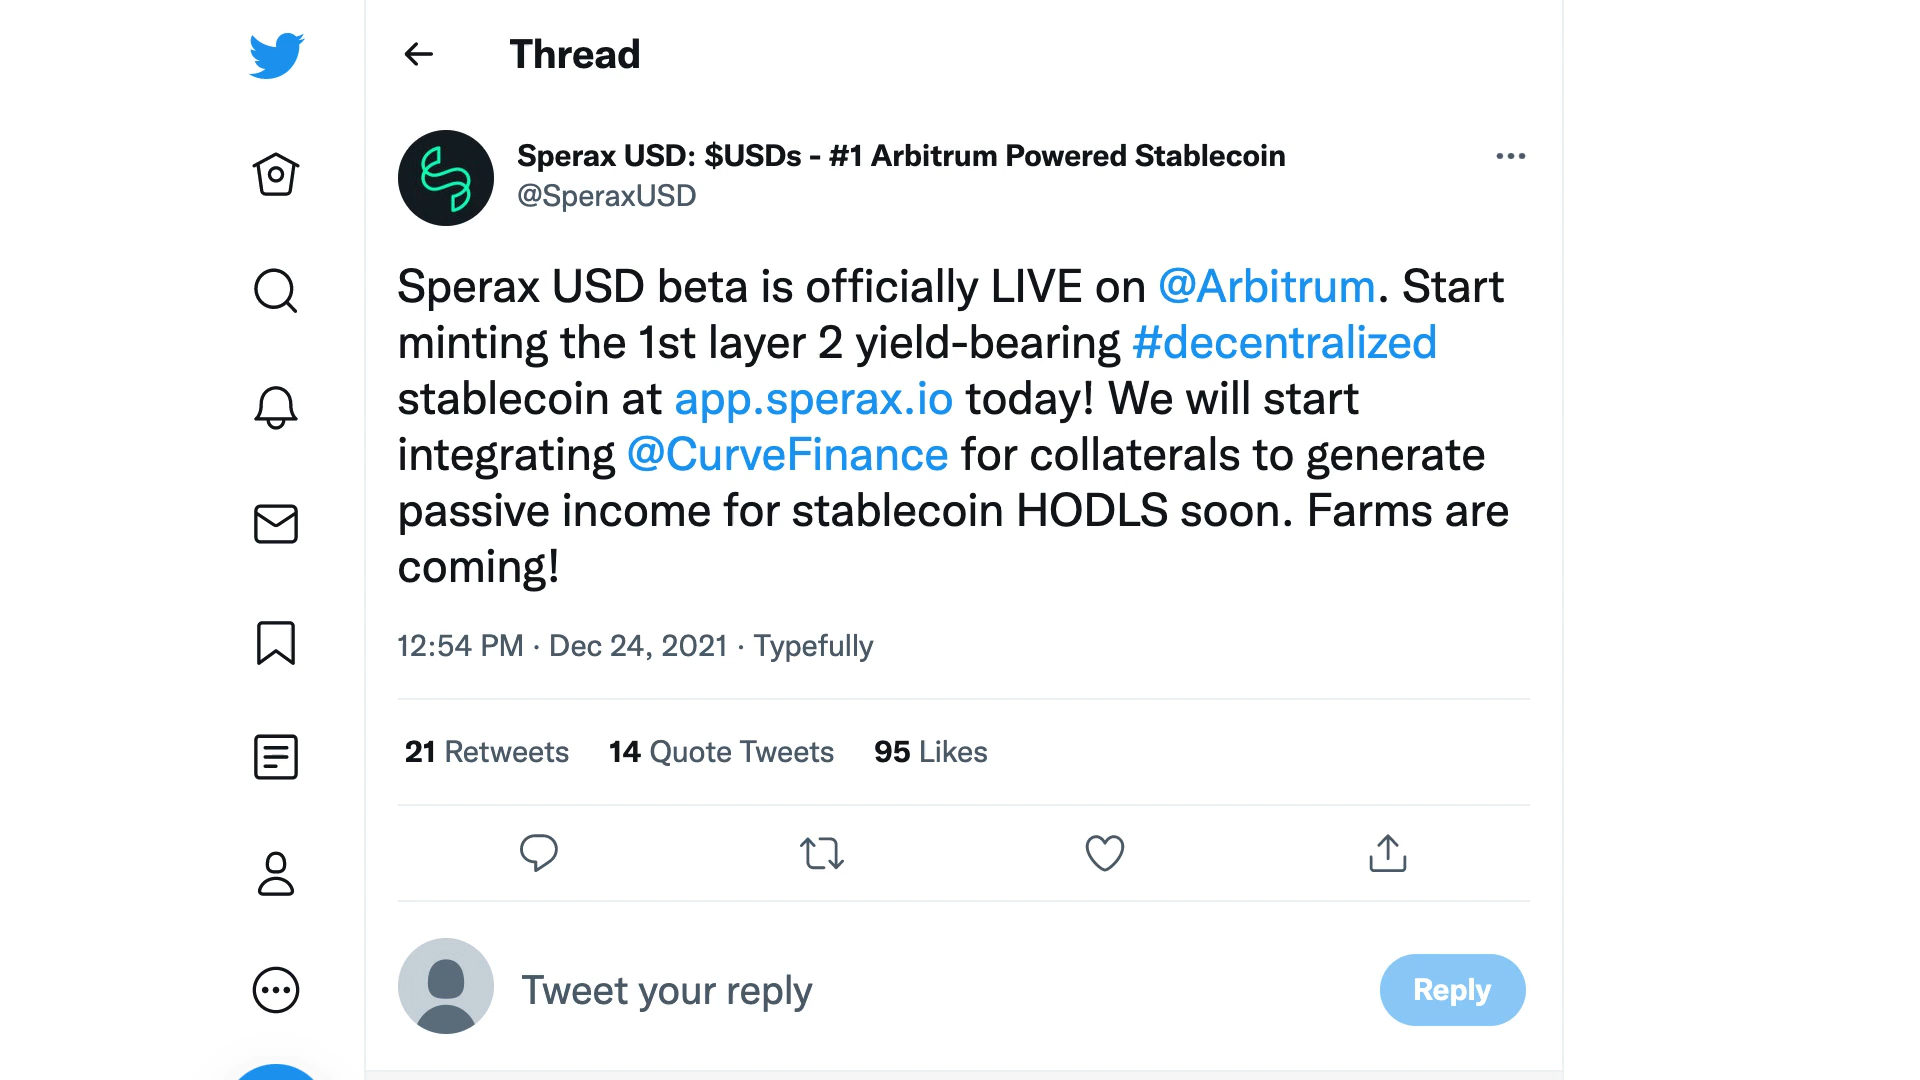 Thread
Sperax USD: $USDs - #1 Arbitrum Powered Stablecoin
@SperaxUSD
Sperax USD beta is officially LIVE on @Arbitrum. Start
minting the 1st layer 2 yield-bearing #decentralized
stablecoin at app.sperax.io today! We will start
integrating @CurveFinance for collaterals to generate
passive income for stablecoin HODLS soon. Farms are
coming!
12:54 PM · Dec 24, 2021 · Typefully
21 Retweets 14 Quote Tweets 95 Likes
Tweet your reply
Reply